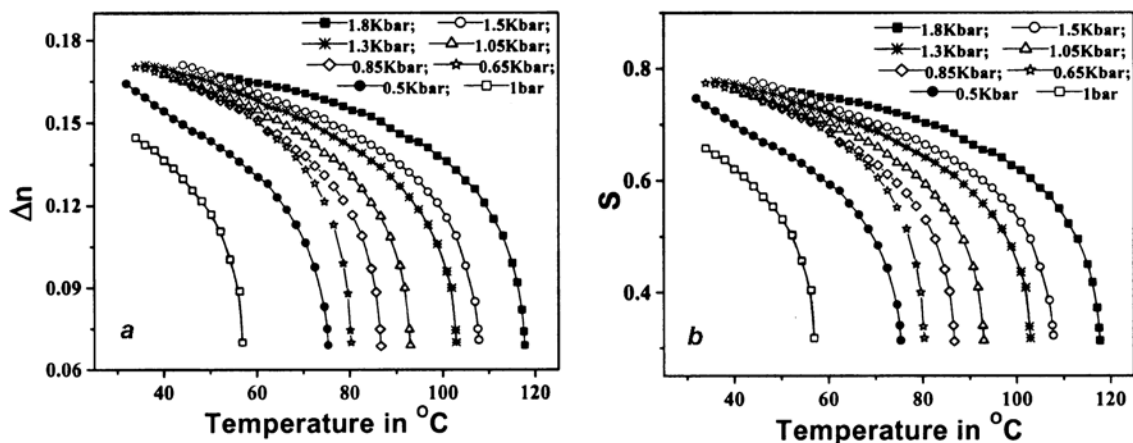 0.18
0.15
0.12
0.09
0.06
Δn
1.8Kbar; 1.5Kbar;
1.3Kbar; 1.05Kbar;
0.85Kbar; 0.65kbar;
0.5Kbar; 1bar
a
40 60 80 100 120
Temperature in °C
0.8
0.6
0.4
S
1.8Kbar; 1.5Kbar;
1.3Kbar; 1.05Kbar;
0.85Kbar; 0.65Kbar;
0.5Kbar 1bar
b
40 60 80 100 120
Temperature in °C